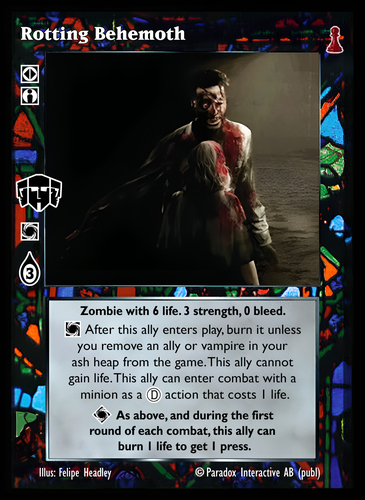 Rotting Behemoth
3
Zombie with 6 life. 3 strength, 0 bleed.
After this ally enters play, burn it unless
you remove an ally or vampire in your
ash heap from the game. This ally cannot
gain life. This ally can enter combat with a
minion as a D action that costs 1 life.
As above, and during the first
round of each combat, this ally can
burn 1 life to get 1 press.
Illus: Felipe Headley © Paradox Interactive AB (publ)